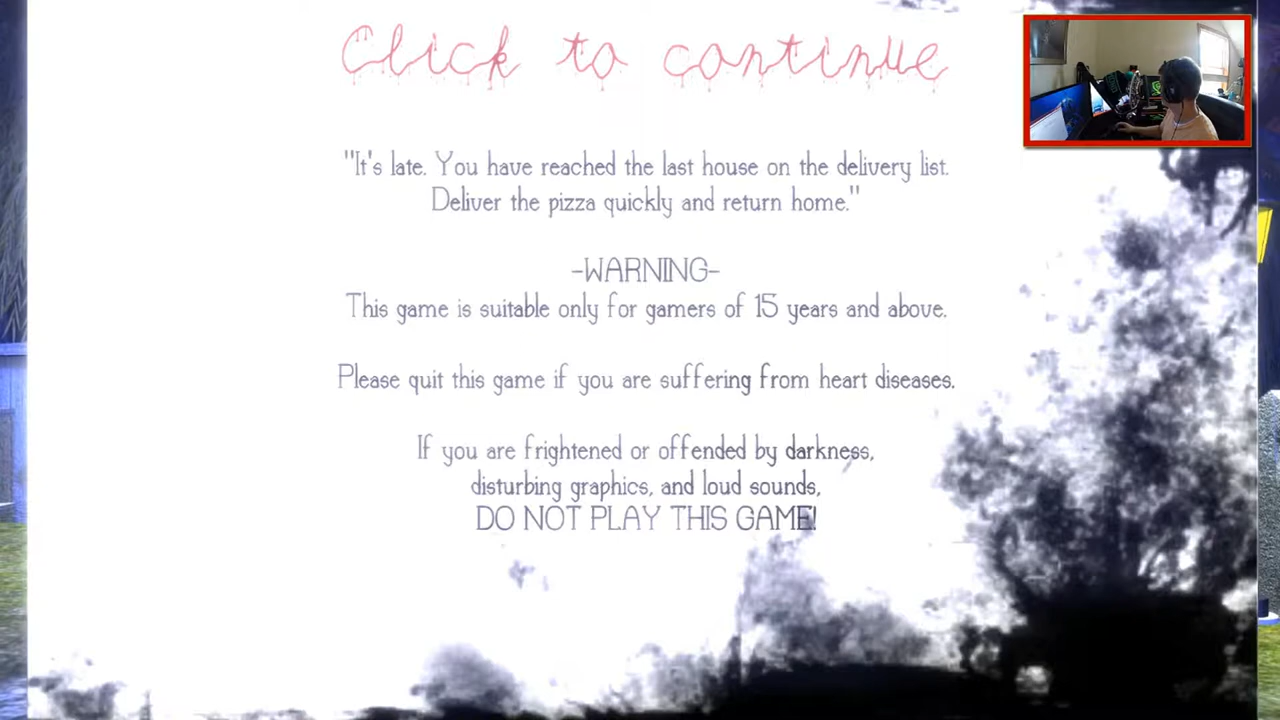 Click to continue
"It's late. You have reached the last house on the delivery list.
Deliver the pizza quickly and return home."
-WARNING-
This game is suitable only for gamers of 15 years and above.
Please quit this game if you are suffering from heart diseases.
If you are frightened or offended by darkness,
disturbing graphics, and loud sounds,
DO NOT PLAY THIS GAME!